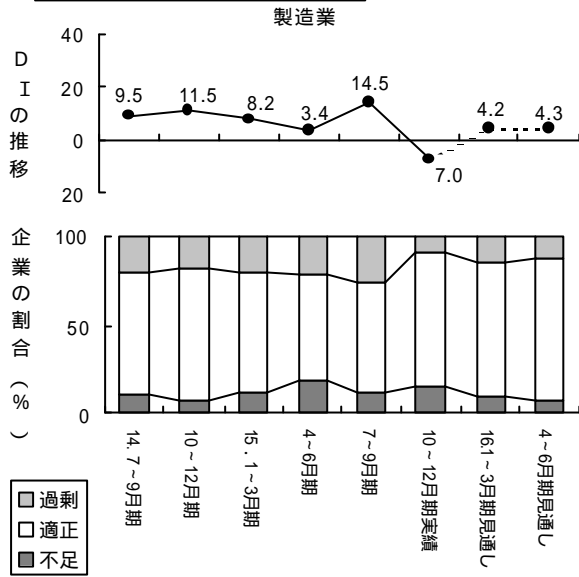 製造業
DIの推移
40
20
0
20
9.5
11.5
8.2
3.4
14.5
7.0
4.2
4.3
企業の割合(%)
100
50
0
14.7~9月期
10~12月期
15.1~3月期
4~6月期
7~9月期
10~12月期実績
16.1~3月期見通し
4~6月期見通し
過剰
適正
不足